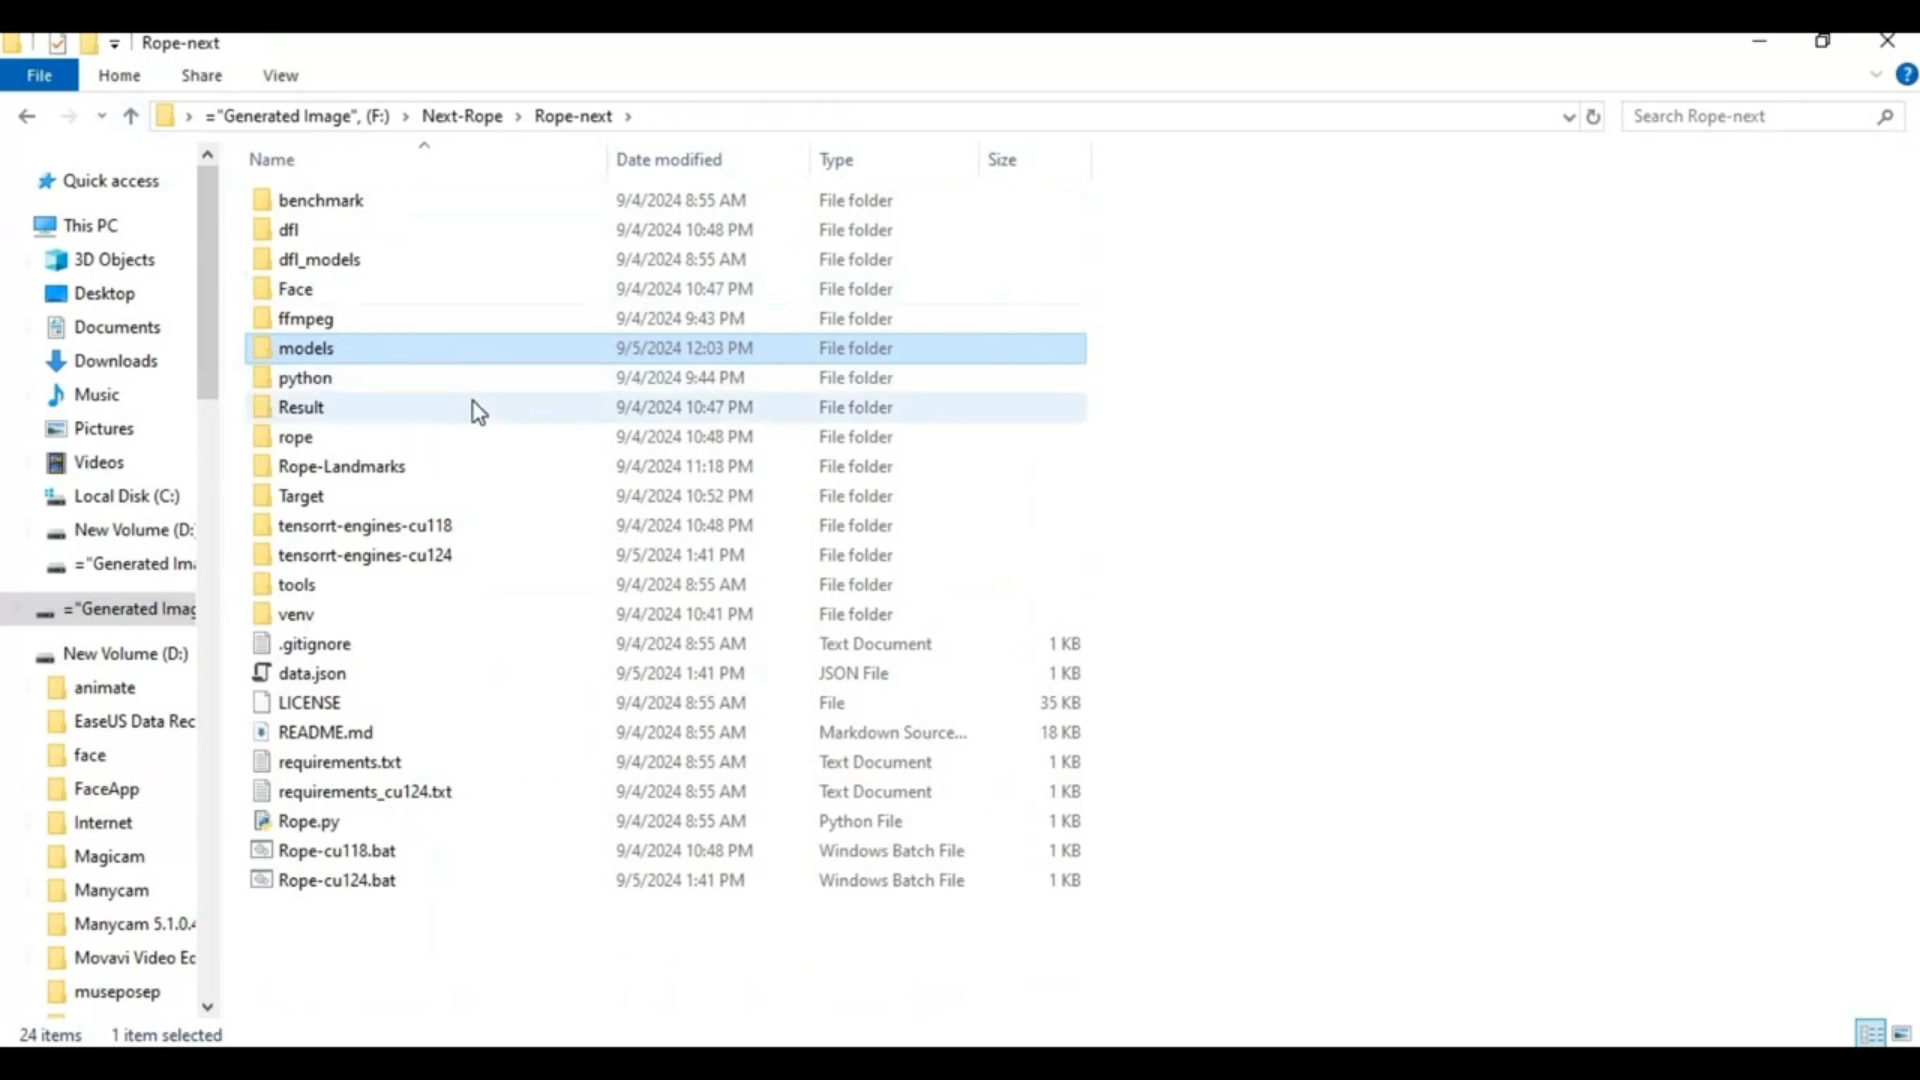 Rope-next
File Home Share View
="Generated Image", (F:) Next-Rope Rope-next Search Rope-next
Name Date modified Type Size
Quick access
This PC
3D Objects
Desktop
Documents
Downloads
Music
Pictures
Videos
Local Disk (C:)
New Volume (D:
="Generated Ima
="Generated Imag
New Volume (D:)
animate
EaseUS Data Rec
face
FaceApp
Internet
Magicam
Manycam
Manycam 5.1.0.4
Movavi Video Ec
museposep
benchmark 9/4/2024 8:55 AM File folder
dfl 9/4/2024 10:48 PM File folder
dfl_models 9/4/2024 8:55 AM File folder
Face 9/4/2024 10:47 PM File folder
ffmpeg 9/4/2024 9:43 PM File folder
models 9/5/2024 12:03 PM File folder
python 9/4/2024 9:44 PM File folder
Result 9/4/2024 10:47 PM File folder
rope 9/4/2024 10:48 PM File folder
Rope-Landmarks 9/4/2024 11:18 PM File folder
Target 9/4/2024 10:52 PM File folder
tensorrt-engines-cu118 9/4/2024 10:48 PM File folder
tensorrt-engines-cu124 9/5/2024 1:41 PM File folder
tools 9/4/2024 8:55 AM File folder
venv 9/4/2024 10:41 PM File folder
.gitignore 9/4/2024 8:55 AM Text Document 1 KB
data.json 9/5/2024 1:41 PM JSON File 1 KB
LICENSE 9/4/2024 8:55 AM File 35 KB
README.md 9/4/2024 8:55 AM Markdown Source... 18 KB
requirements.txt 9/4/2024 8:55 AM Text Document 1 KB
requirements_cu124.txt 9/4/2024 8:55 AM Text Document 1 KB
Rope.py 9/4/2024 8:55 AM Python File 1 KB
Rope-cu118.bat 9/4/2024 10:48 PM Windows Batch File 1 KB
Rope-cu124.bat 9/5/2024 1:41 PM Windows Batch File 1 KB
24 items 1 item selected